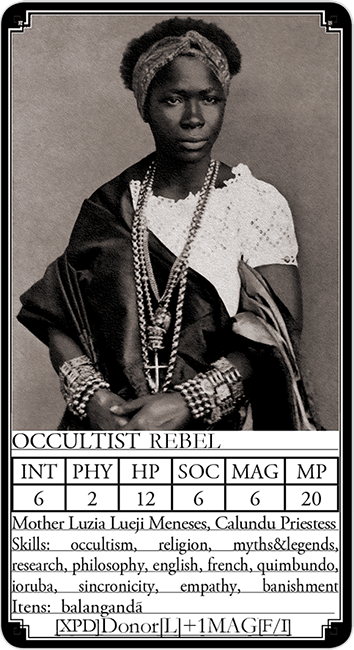 OCCULTIST REBEL
INT PHY HP SOC MAG MP
6 2 12 6 6 20
Mother Luzia Lueji Meneses, Calundu Priestess
Skills: occultism, religion, myths&legends,
research, philosophy, english, french, quimbundo,
ioruba, sincronicity, empathy, banishment
Itens: balangandã
[XPD]Donor[L]+1MAG[F/I]